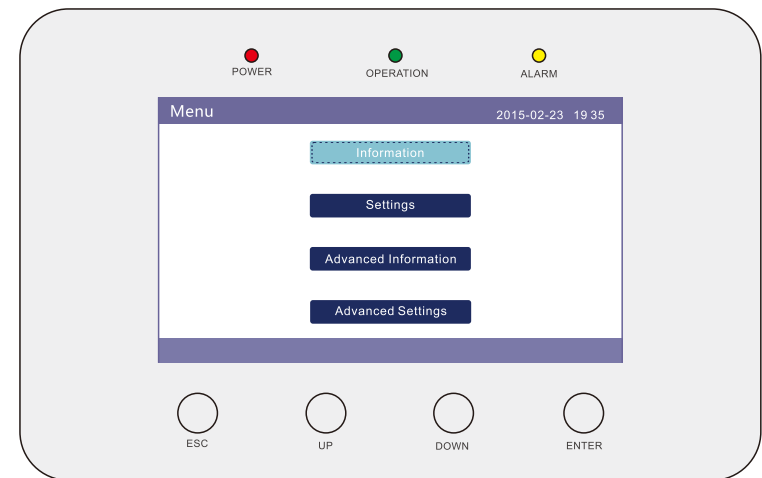 POWER OPERATION ALARM
Menu 2015-02-23 19 35
Information
Settings
Advanced Information
Advanced Settings
ESC UP DOWN ENTER